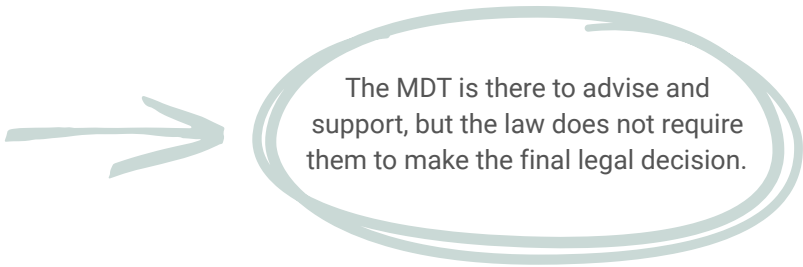 The MDT is there to advise and
support, but the law does not require
them to make the final legal decision.